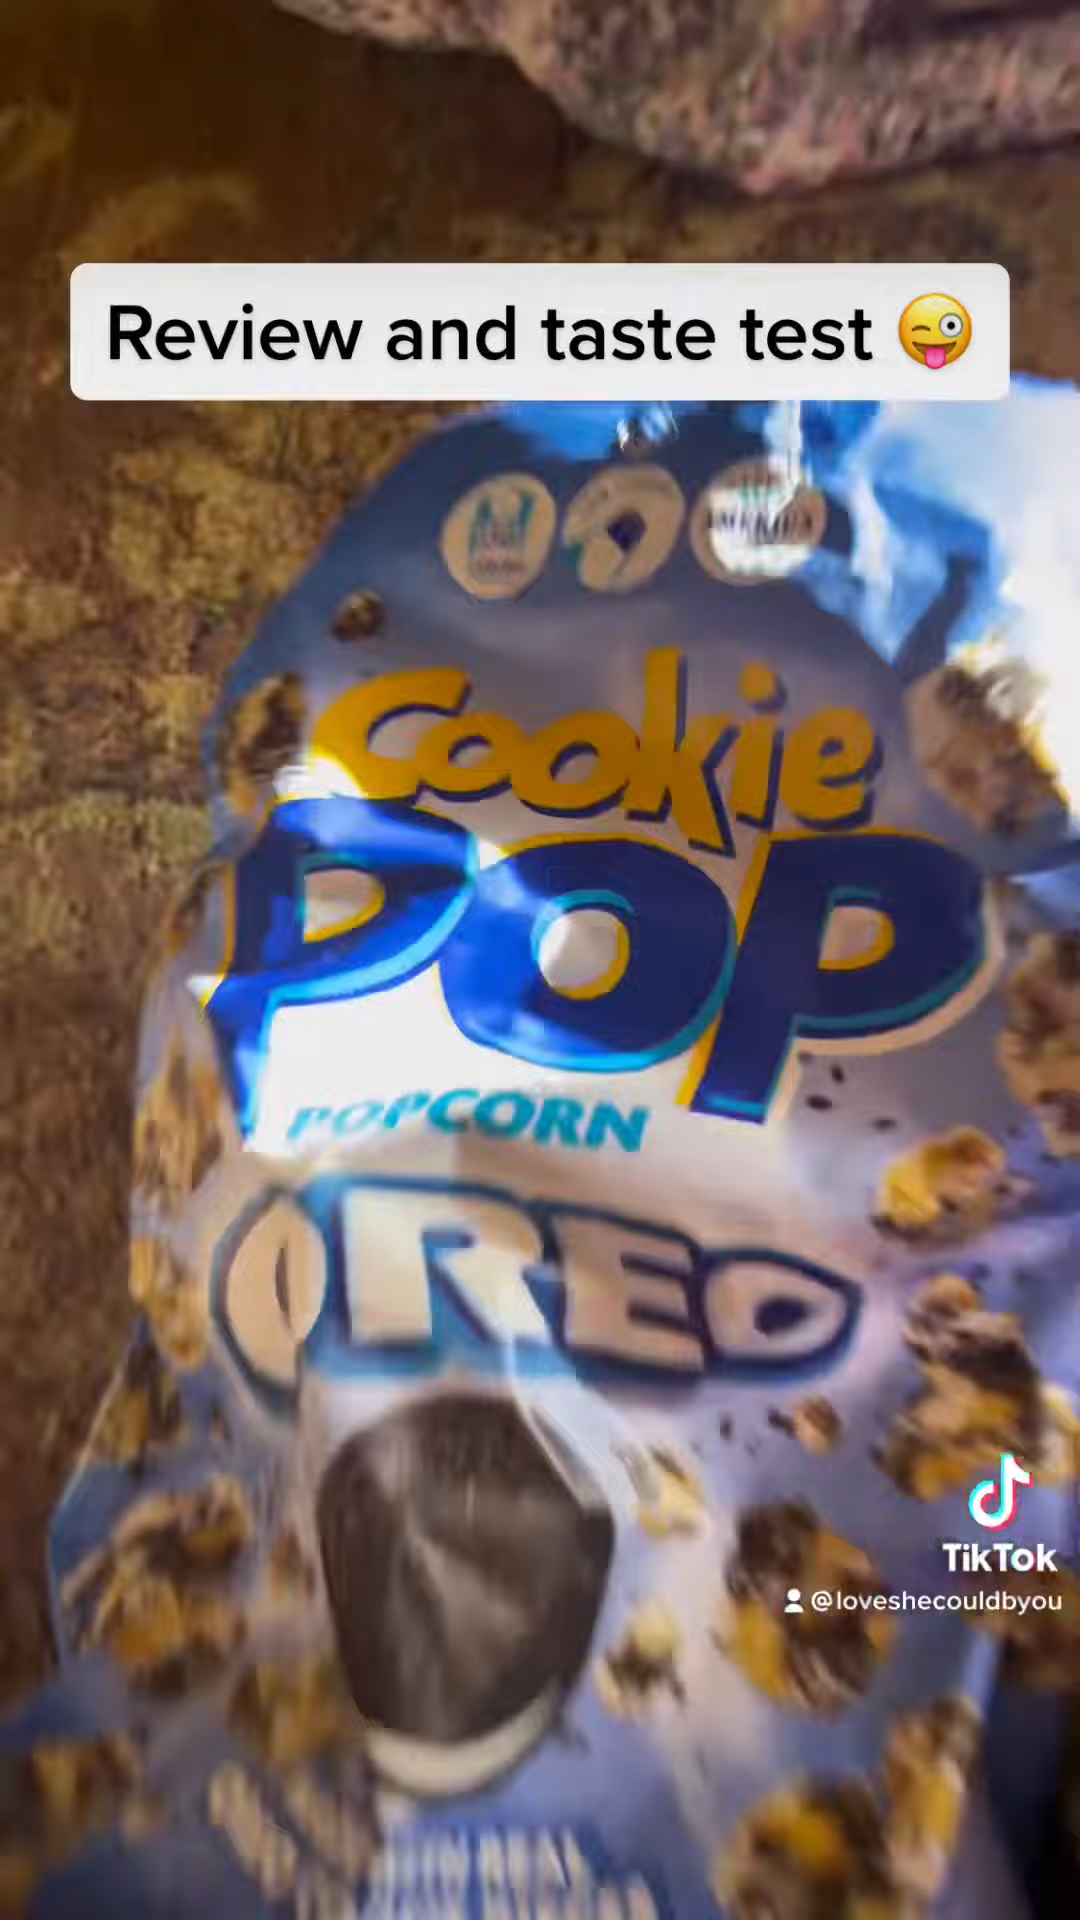 Review and taste test 😜
Cookie
POP
POPCORN
OREO
TikTok
@loveshecouldbyou